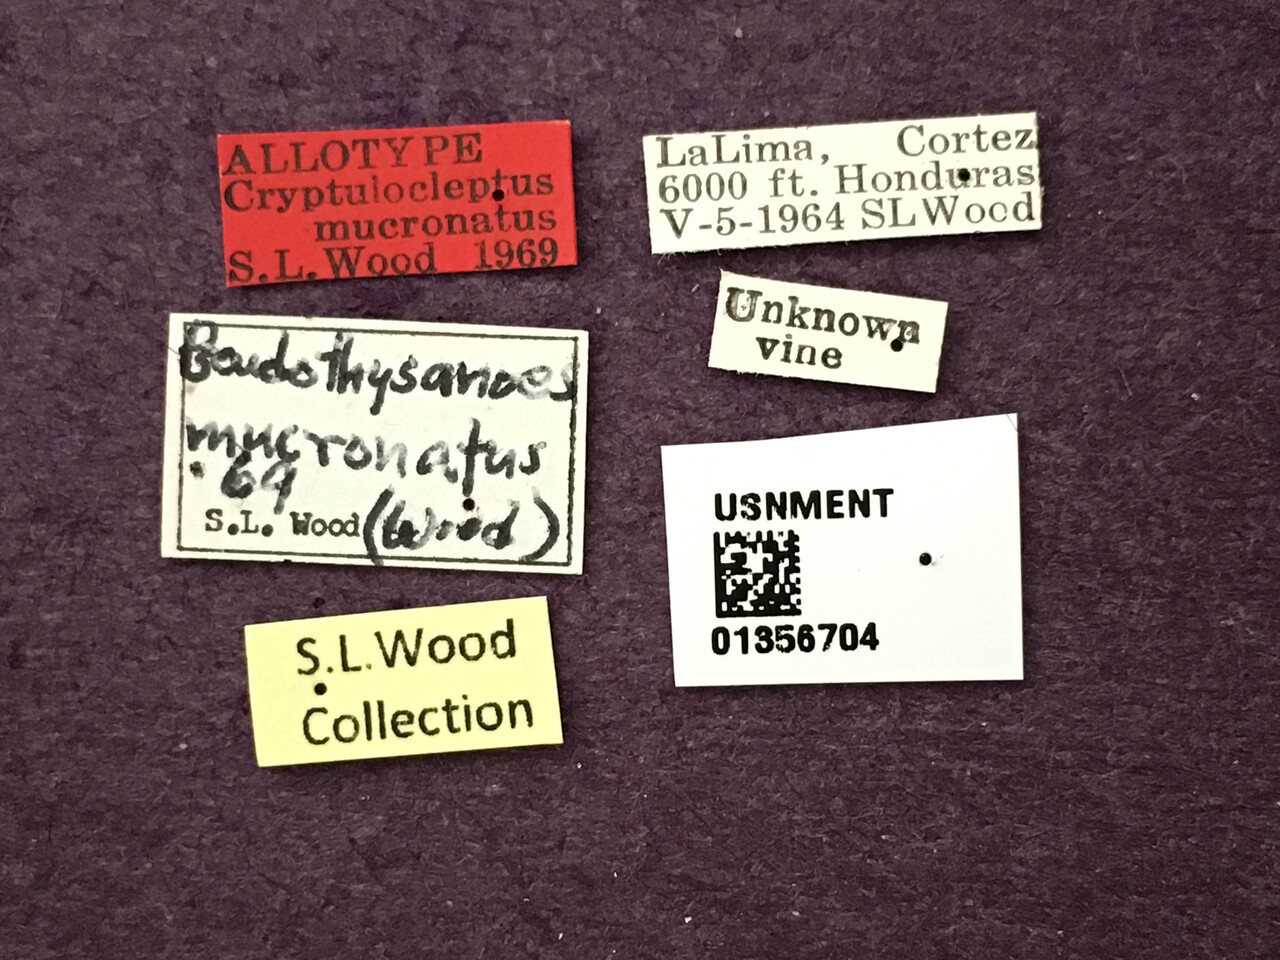 ALLOTYPE
Cryptulocleptus
mucronatus
S.L.Wood 1969
LaLima, Cortez
6000 ft. Honduras
V-5-1964 SLWood
Unknown
vine
Pseudothysanoes
mucronatus
'69
S.L. Wood (Wood)
USNMENT
01356704
S.L.Wood
Collection